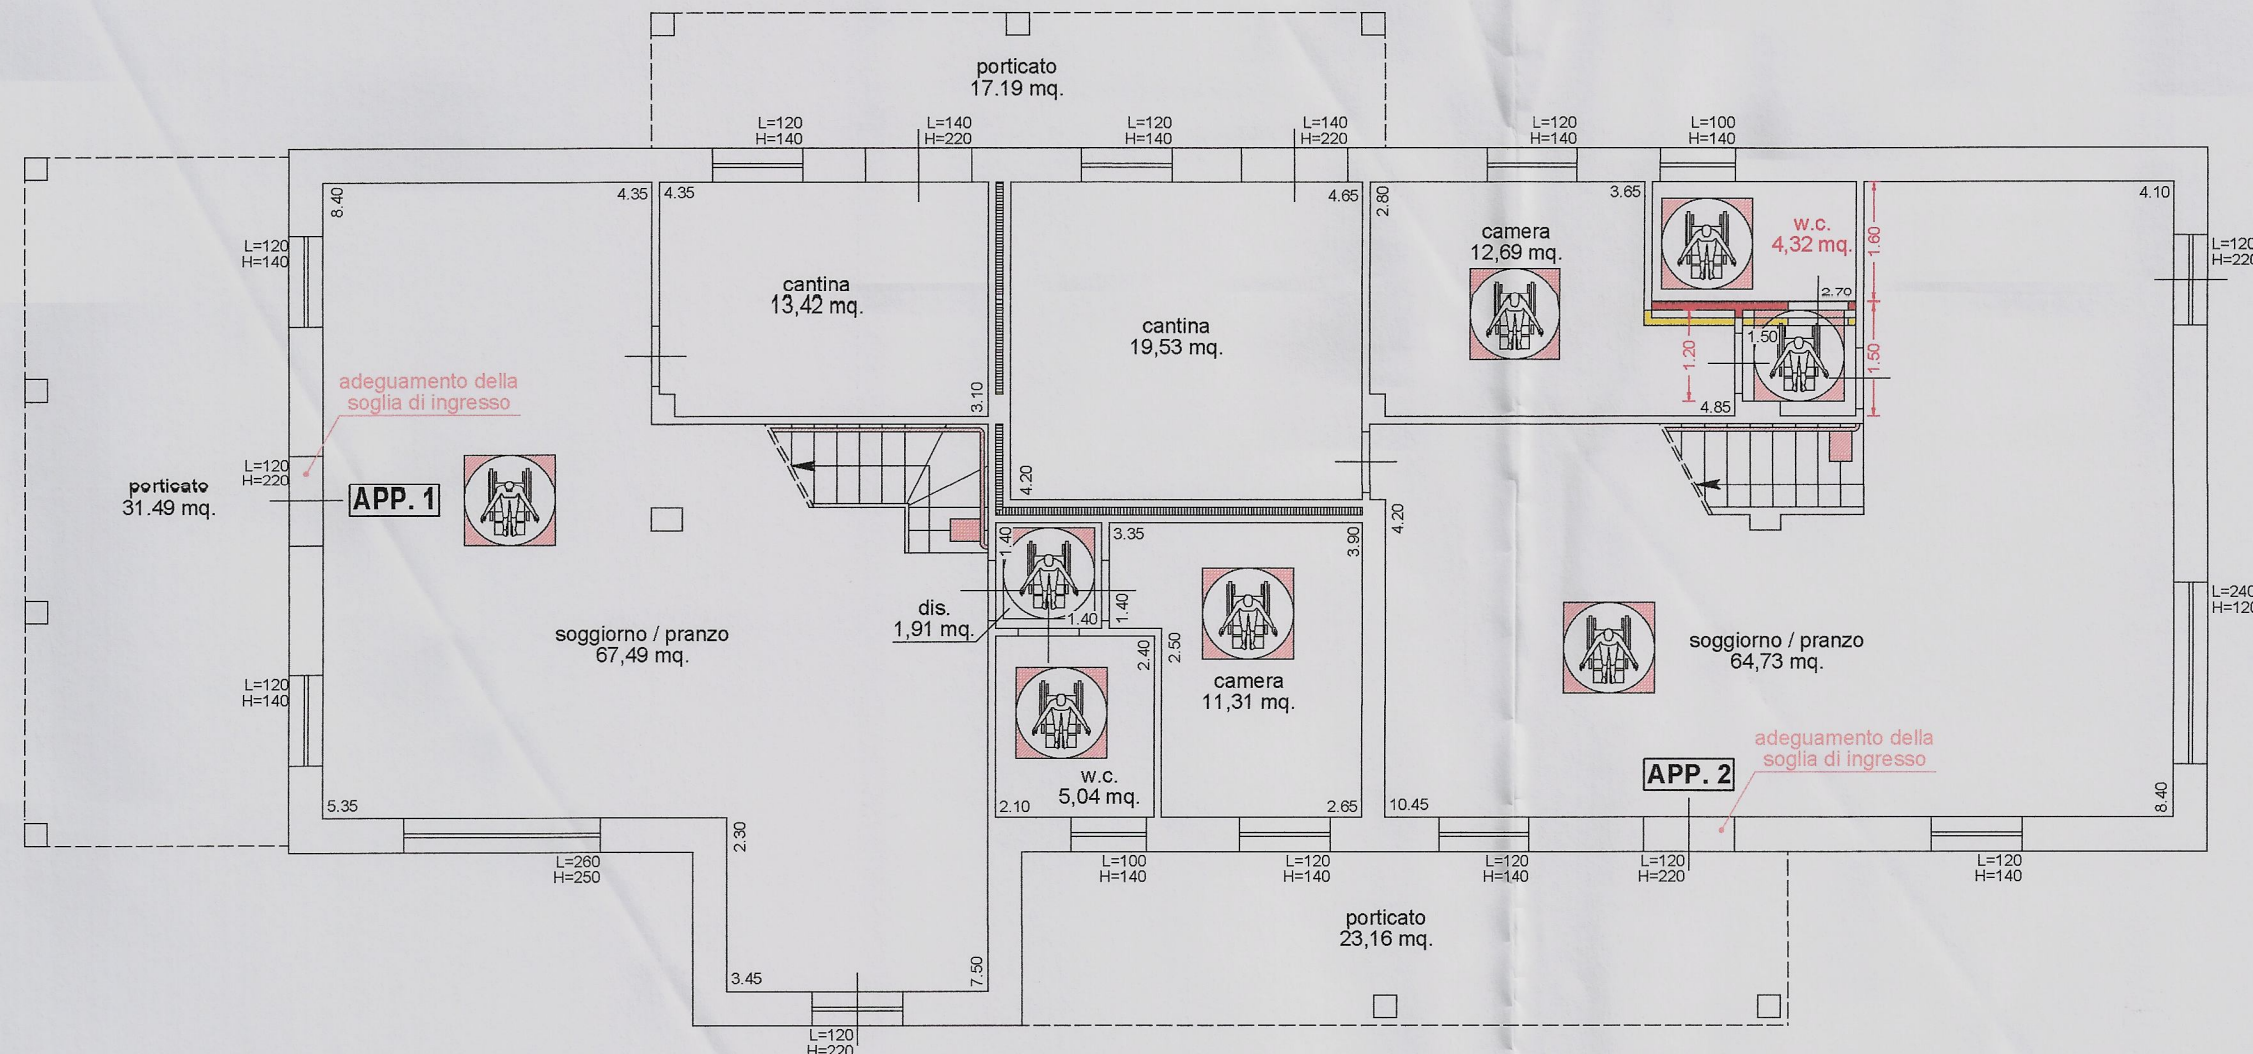 porticato
17.19 mq.
L=120
H=140
L=140
H=220
L=120
H=140
L=140
H=220
L=120
H=140
L=100
H=140
8.40
4.35
4.35
4.65
2.80
3.65
4.10
w.c.
4,32 mq.
1.60
camera
12,69 mq.
L=120
H=140
L=120
H=220
cantina
13,42 mq.
2.70
cantina
19,53 mq.
1.50
1.20
1.50
adeguamento della
soglia di ingresso
3.10
4.85
L=120
H=220
4.20
porticato
31.49 mq.
APP. 1
4.20
1.40
3.35
3.90
dis.
1,91 mq.
1.40
1.40
L=240
H=120
soggiorno / pranzo
67,49 mq.
2.40
2.50
soggiorno / pranzo
64,73 mq.
L=120
H=140
camera
11,31 mq.
adeguamento della
soglia di ingresso
APP. 2
w.c.
5,04 mq.
5.35
2.10
2.65
10.45
8.40
2.30
L=260
H=250
L=100
H=140
L=120
H=140
L=120
H=140
L=120
H=220
L=120
H=140
porticato
23,16 mq.
3.45
7.50
L=120
H=220